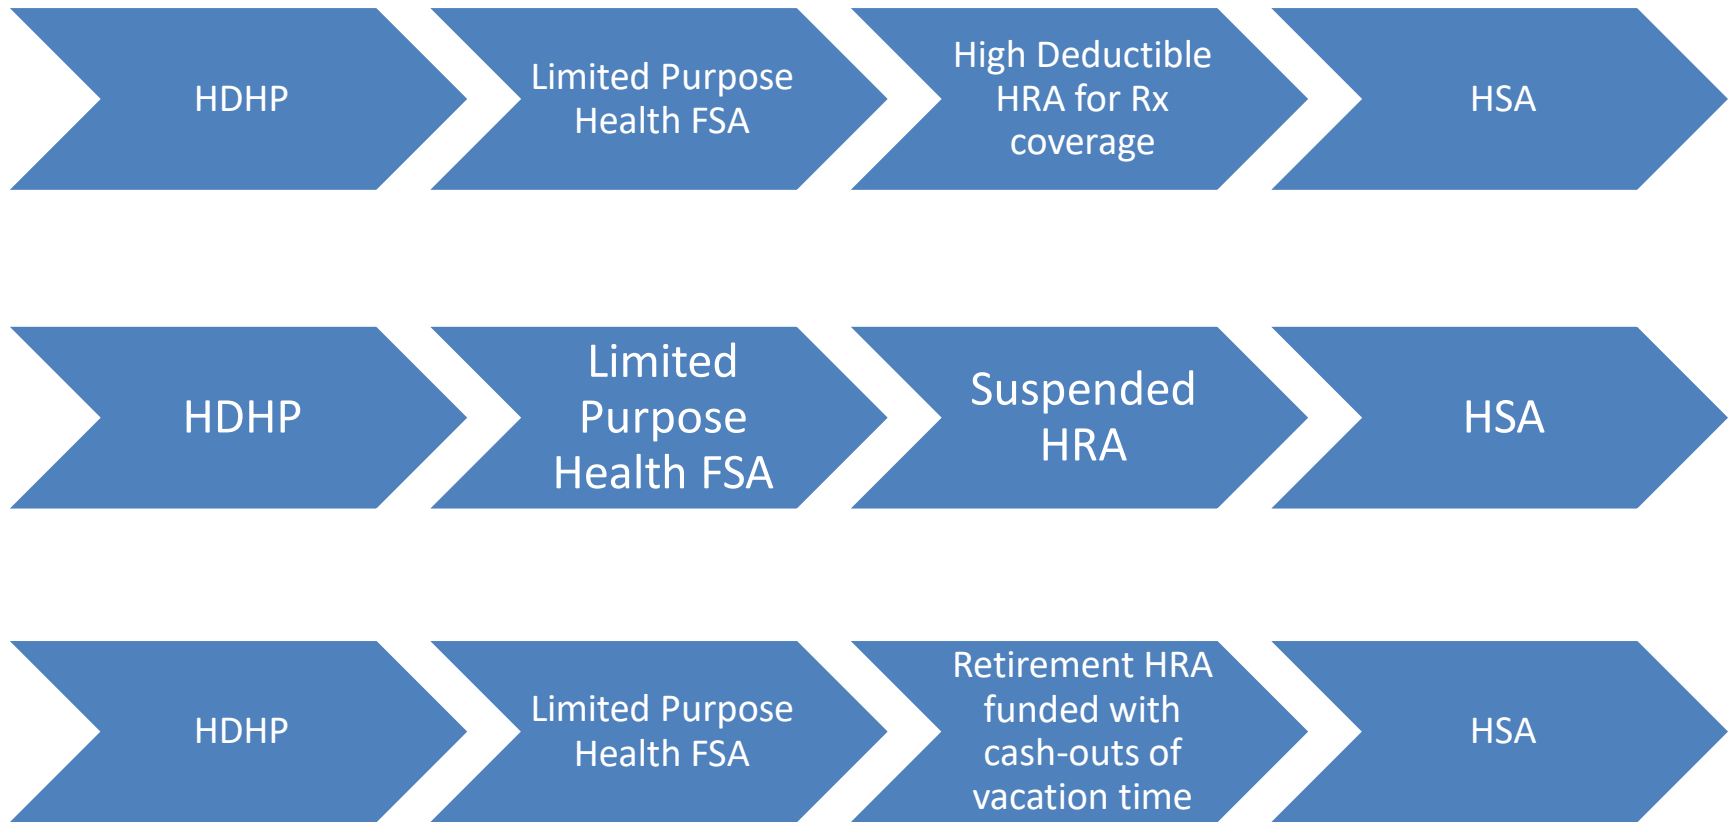 HDHP
Limited Purpose
Health FSA
High Deductible
HRA for Rx
coverage
HSA
HDHP
Limited
Purpose
Health FSA
Suspended
HRA
HSA
HDHP
Limited Purpose
Health FSA
Retirement HRA
funded with
cash-outs of
vacation time
HSA